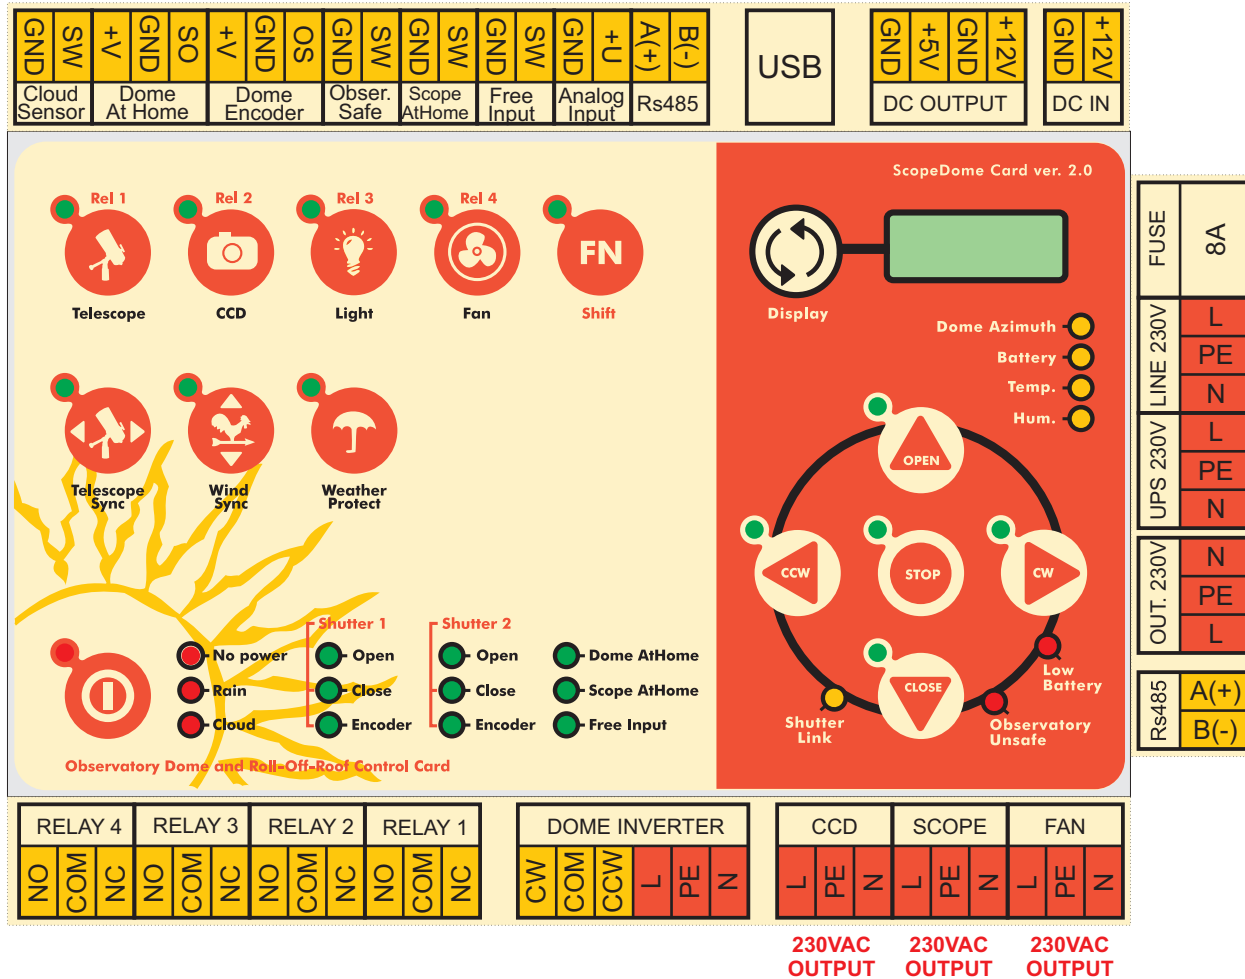 GND SW +V GND SO +V GND OS GND SW GND SW GND SW GND +U A(+) B(-)
Cloud Sensor
Dome At Home
Dome Encoder
Obser. Safe
Scope AtHome
Free Input
Analog Input
Rs485
USB
GND +5V GND +12V
DC OUTPUT
GND +12V
DC IN
ScopeDome Card ver. 2.0
Rel 1
Rel 2
Rel 3
Rel 4
FN
Telescope
CCD
Light
Fan
Shift
Display
Dome Azimuth
Battery
Temp.
Hum.
Telescope
Sync
Wind
Sync
Weather
Protect
OPEN
CCW
STOP
CW
CLOSE
Shutter
Link
Observatory
Unsafe
Low
Battery
No power
Rain
Cloud
Shutter 1
Open
Close
Encoder
Shutter 2
Open
Close
Encoder
Dome AtHome
Scope AtHome
Free Input
Observatory Dome and Roll-Off-Roof Control Card
FUSE
8A
LINE 230V
L
PE
N
UPS 230V
L
PE
N
OUT. 230V
N
PE
L
Rs485
A(+)
B(-)
RELAY 4
RELAY 3
RELAY 2
RELAY 1
NO COM NC NO COM NC NO COM NC NO COM NC
DOME INVERTER
CW COM CCW L PE N
CCD
SCOPE
FAN
L PE N L PE N L PE N
230VAC
OUTPUT
230VAC
OUTPUT
230VAC
OUTPUT